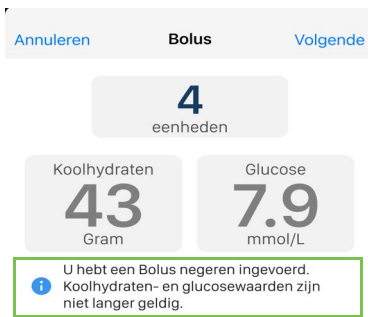 Annuleren Bolus Volgende
4
eenheden
Koolhydraten Glucose
43 7.9
Gram mmol/L
U hebt een Bolus negeren ingevoerd.
Koolhydraten- en glucosewaarden zijn
niet langer geldig.